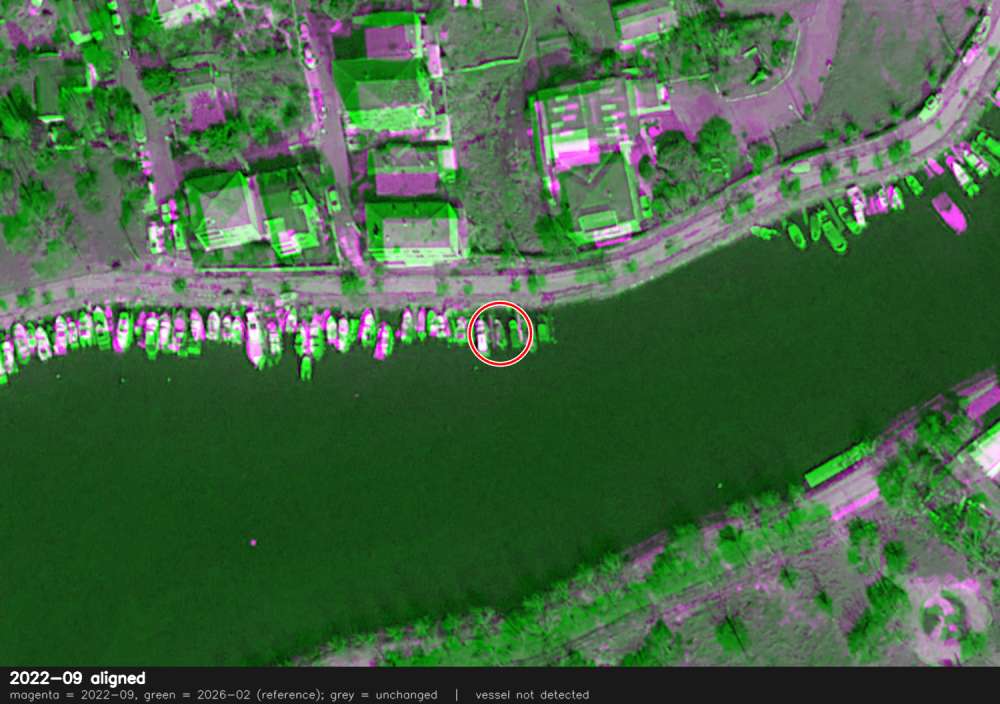 2022-09 aligned
magenta = 2022-09, green = 2026-02 (reference); grey = unchanged | vessel not detected